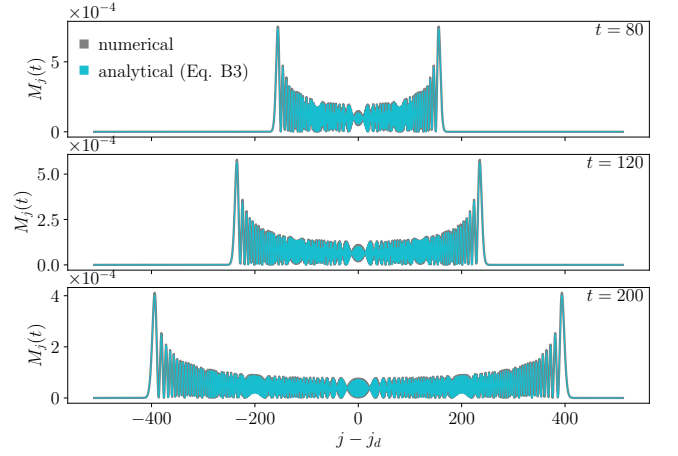 ×10⁻⁴
t = 80
numerical
analytical (Eq. B3)
5
0
M_j(t)
×10⁻⁴
t = 120
5.0
2.5
0.0
M_j(t)
×10⁻⁴
t = 200
4
2
0
M_j(t)
−400 −200 0 200 400
j − j_d